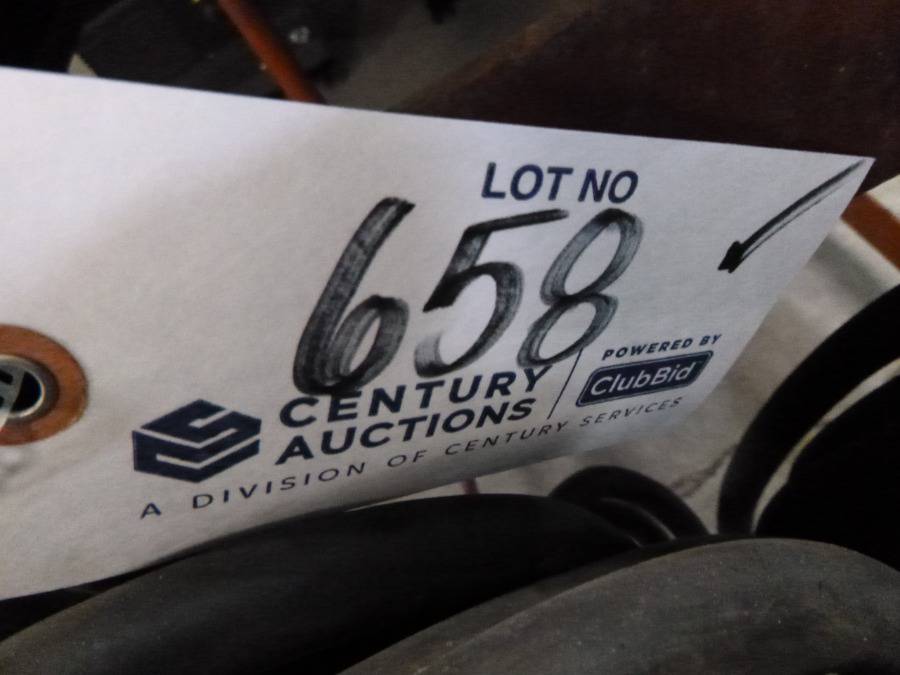 LOT NO
658
CENTURY
AUCTIONS
A DIVISION OF CENTURY SERVICES
POWERED BY
ClubBid